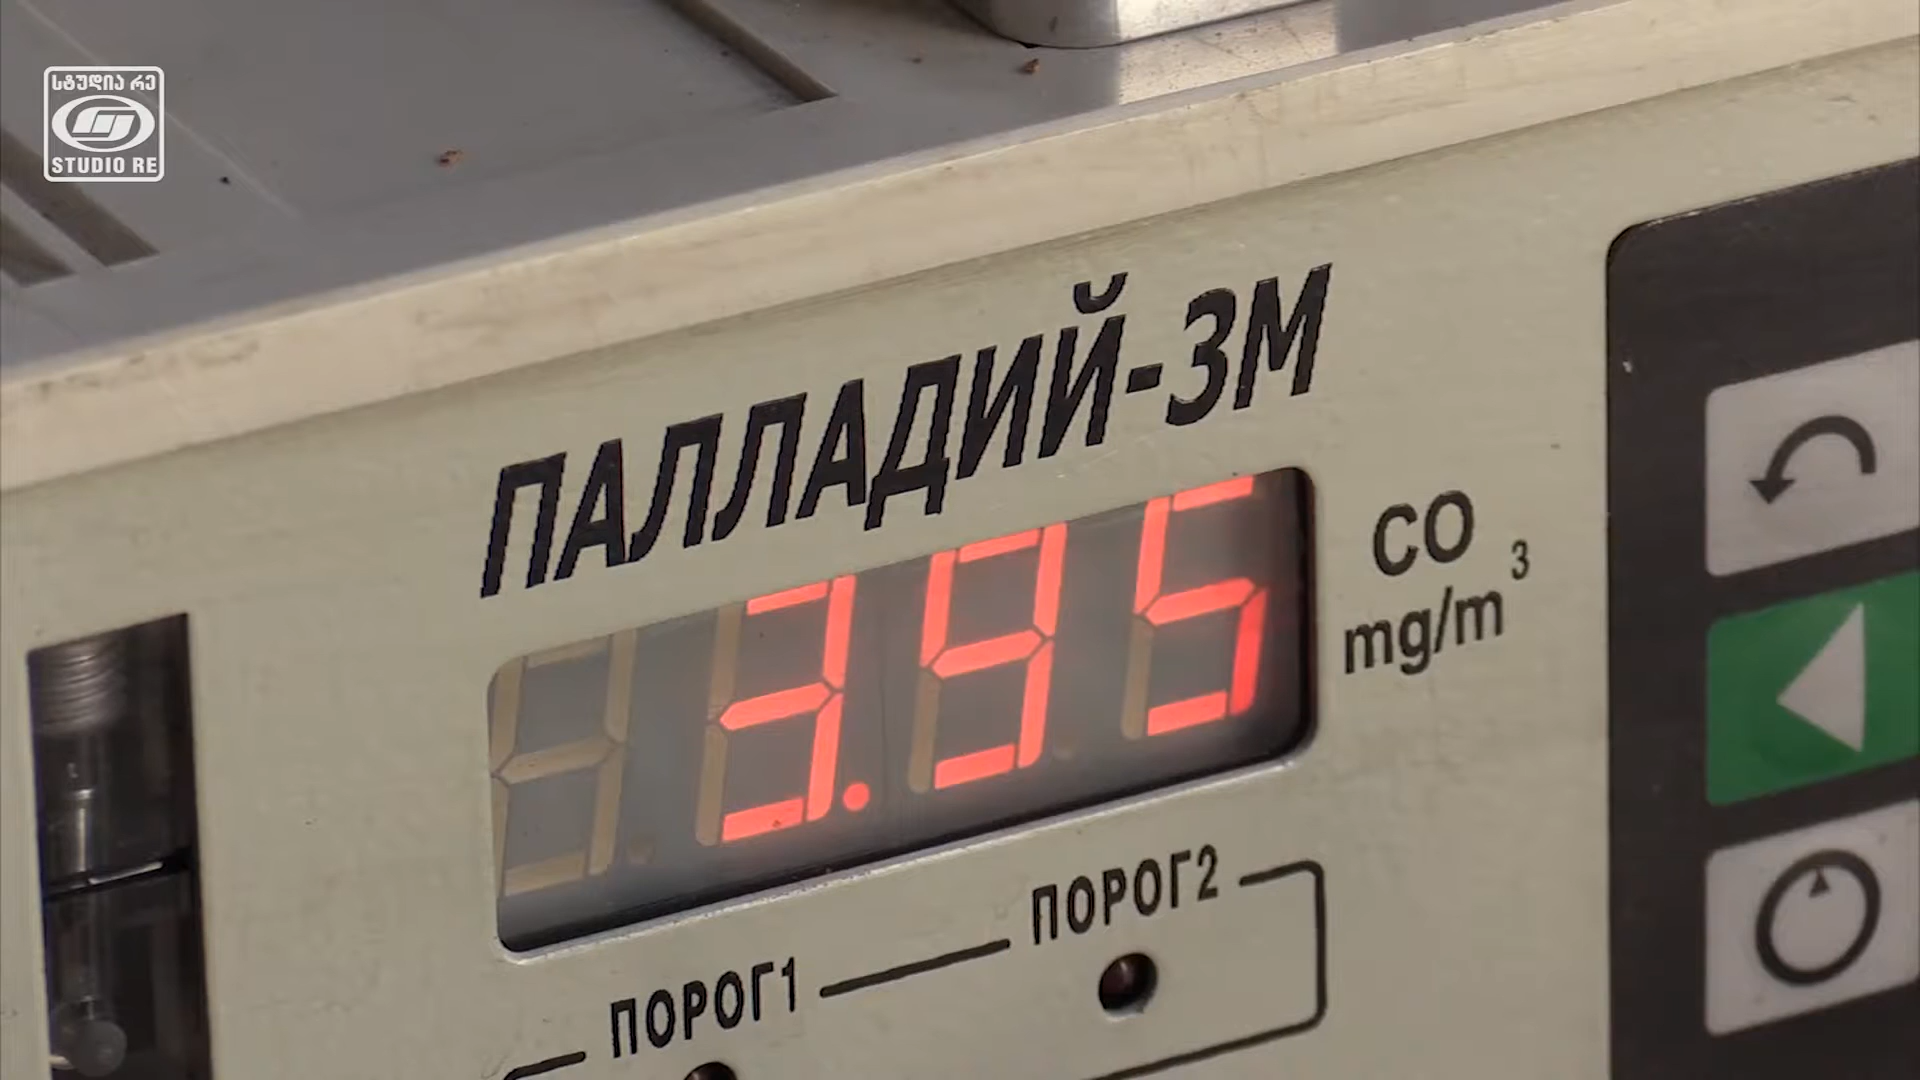 სტუდია რე
STUDIO RE
ПАЛЛАДИЙ-3М
3.95
CO
mg/m³
ПОРОГ1
ПОРОГ2